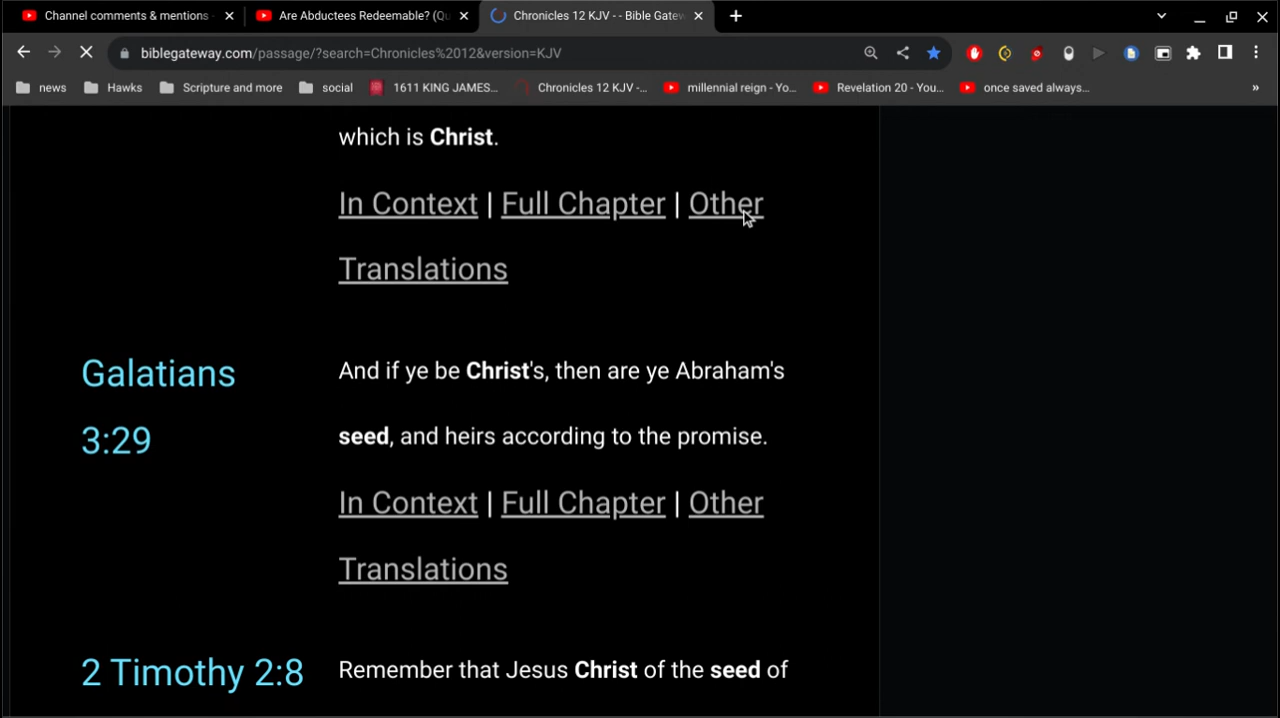 Channel comments & mentions
Are Abductees Redeemable? (Qu
Chronicles 12 KJV - - Bible Gatew
biblegateway.com/passage/?search=Chronicles%2012&version=KJV
news
Hawks
Scripture and more
social
1611 KING JAMES...
Chronicles 12 KJV -...
millennial reign - Yo...
Revelation 20 - You...
once saved always...
»
which is Christ.
In Context | Full Chapter | Other
Translations
Galatians
3:29
And if ye be Christ's, then are ye Abraham's
seed, and heirs according to the promise.
In Context | Full Chapter | Other
Translations
2 Timothy 2:8
Remember that Jesus Christ of the seed of